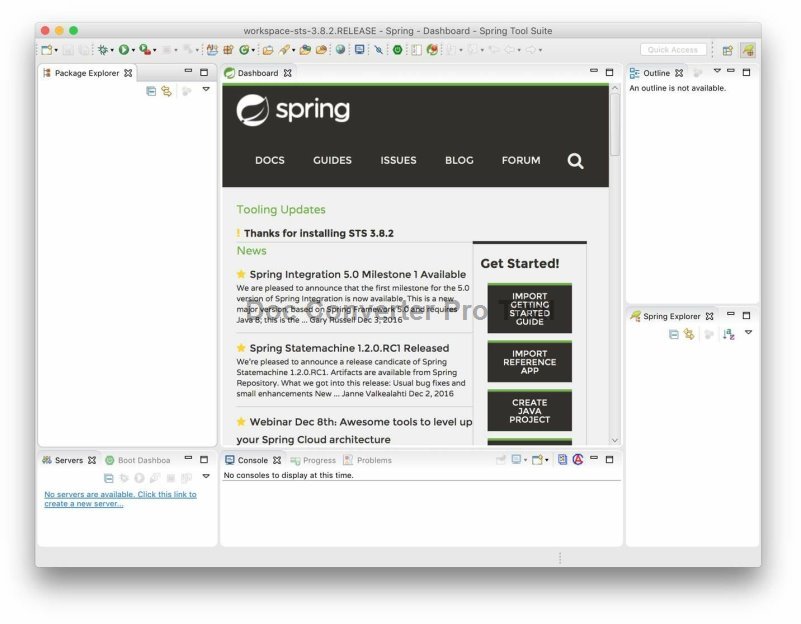 workspace-sts-3.8.2.RELEASE - Spring - Dashboard - Spring Tool Suite
Quick Access
Package Explorer
Dashboard
spring
DOCS GUIDES ISSUES BLOG FORUM
Tooling Updates
! Thanks for installing STS 3.8.2
News
Spring Integration 5.0 Milestone 1 Available
We are pleased to announce that the first milestone for the 5.0
version of Spring Integration is now available. This is a new
major version, based on Spring Framework 5.0 and requires
Java 8, this is the ... Gary Russell Dec 3, 2016
Spring Statemachine 1.2.0.RC1 Released
We're pleased to announce a release candicate of Spring
Statemachine 1.2.0.RC1. Artifacts are available from Spring
Repository. What we got into this release: Usual bug fixes and
small enhancements New ... Janne Valkealahti Dec 2, 2016
Webinar Dec 8th: Awesome tools to level up
your Spring Cloud architecture
Get Started!
IMPORT
GETTING
STARTED
GUIDE
IMPORT
REFERENCE
APP
CREATE
JAVA
PROJECT
Doc Converter Pro Trial
Outline
An outline is not available.
Spring Explorer
Servers
Boot Dashboa
No servers are available. Click this link to
create a new server...
Console Progress Problems
No consoles to display at this time.